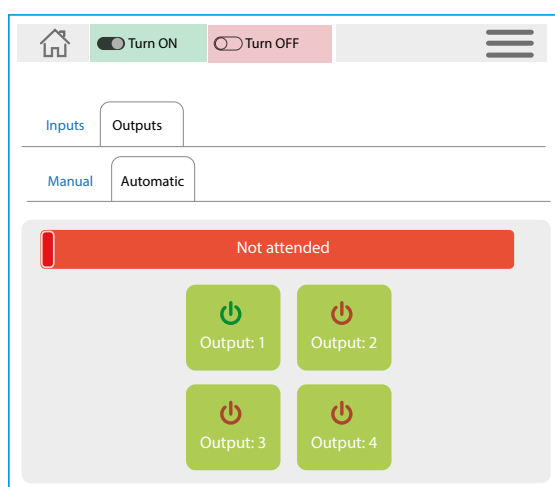 Turn ON
Turn OFF
Inputs
Outputs
Manual
Automatic
Not attended
Output: 1
Output: 2
Output: 3
Output: 4